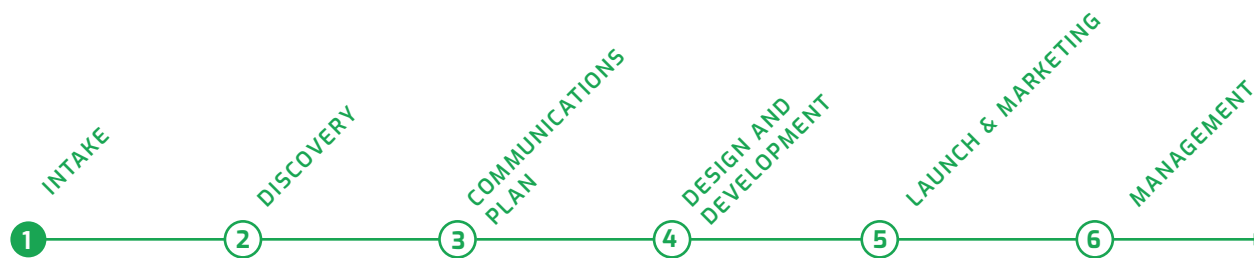 INTAKE
DISCOVERY
COMMUNICATIONS
PLAN
DESIGN AND
DEVELOPMENT
LAUNCH & MARKETING
MANAGEMENT
1
2
3
4
5
6